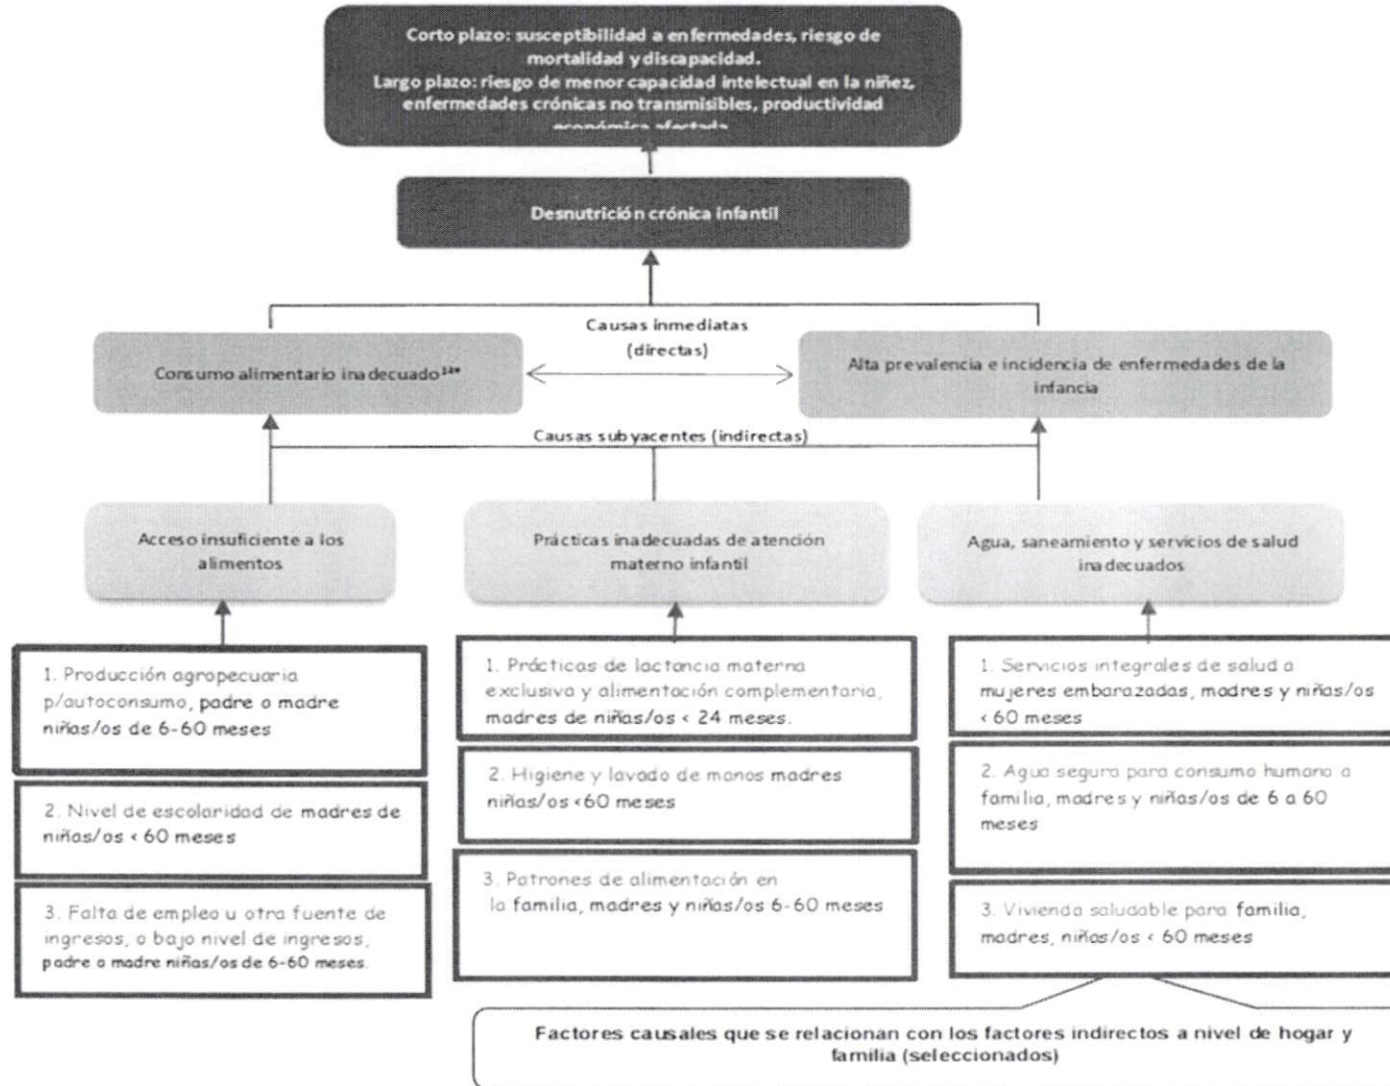 Corto plazo: susceptibilidad a enfermedades, riesgo de
mortalidad y discapacidad.
Largo plazo: riesgo de menor capacidad intelectual en la niñez,
enfermedades crónicas no transmisibles, productividad
económica afectada
Desnutrición crónica infantil
Causas inmediatas
(directas)
Consumo alimentario inadecuado
Alta prevalencia e incidencia de enfermedades de la
infancia
Causas subyacentes (indirectas)
Acceso insuficiente a los
alimentos
Prácticas inadecuadas de atención
materno infantil
Agua, saneamiento y servicios de salud
inadecuados
1. Producción agropecuaria
p/autoconsumo, padre o madre
niñas/os de 6-60 meses
2. Nivel de escolaridad de madres de
niñas/os < 60 meses
3. Falta de empleo u otra fuente de
ingresos, o bajo nivel de ingresos,
padre o madre niñas/os de 6-60 meses.
1. Prácticas de lactancia materna
exclusiva y alimentación complementaria,
madres de niñas/os < 24 meses.
2. Higiene y lavado de manos madres
niñas/os <60 meses
3. Patrones de alimentación en
la familia, madres y niñas/os 6-60 meses
1. Servicios integrales de salud a
mujeres embarazadas, madres y niñas/os
< 60 meses
2. Agua segura para consumo humano a
familia, madres y niñas/os de 6 a 60
meses
3. Vivienda saludable para familia,
madres, niñas/os < 60 meses
Factores causales que se relacionan con los factores indirectos a nivel de hogar y
familia (seleccionados)